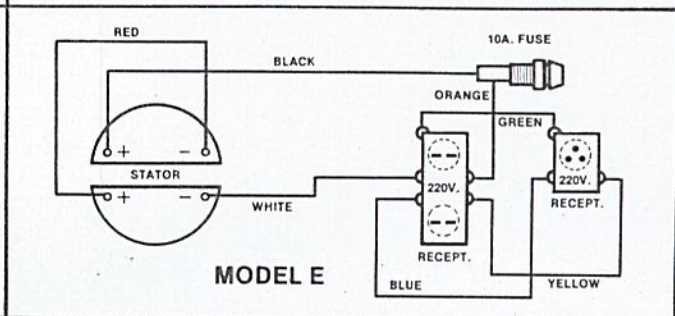 RED
10A. FUSE
BLACK
ORANGE
GREEN
+ −
STATOR
220V.
220V.
+ −
WHITE
RECEPT.
RECEPT.
MODEL E
BLUE
YELLOW